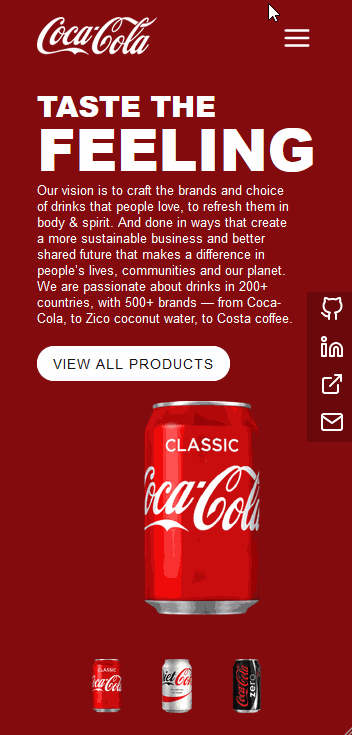 Coca-Cola
TASTE THE
FEELING
Our vision is to craft the brands and choice
of drinks that people love, to refresh them in
body & spirit. And done in ways that create
a more sustainable business and better
shared future that makes a difference in
people's lives, communities and our planet.
We are passionate about drinks in 200+
countries, with 500+ brands — from Coca-
Cola, to Zico coconut water, to Costa coffee.
VIEW ALL PRODUCTS
CLASSIC
Coca-Cola
CLASSIC
Coca-Cola
Diet Coke
Coca-Cola
zero